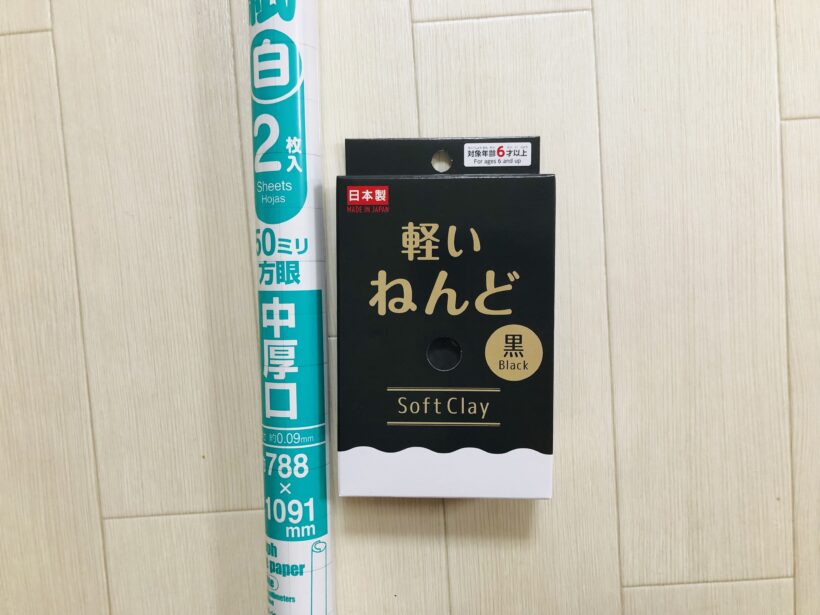 紙
白
2
枚入
Sheets
Hojas
50ミリ
方眼
中厚口
約0.09mm
788
×
1091
mm
paper
対象年齢6才以上
For ages 6 and up
日本製
MADE IN JAPAN
軽い
ねんど
黒
Black
Soft Clay